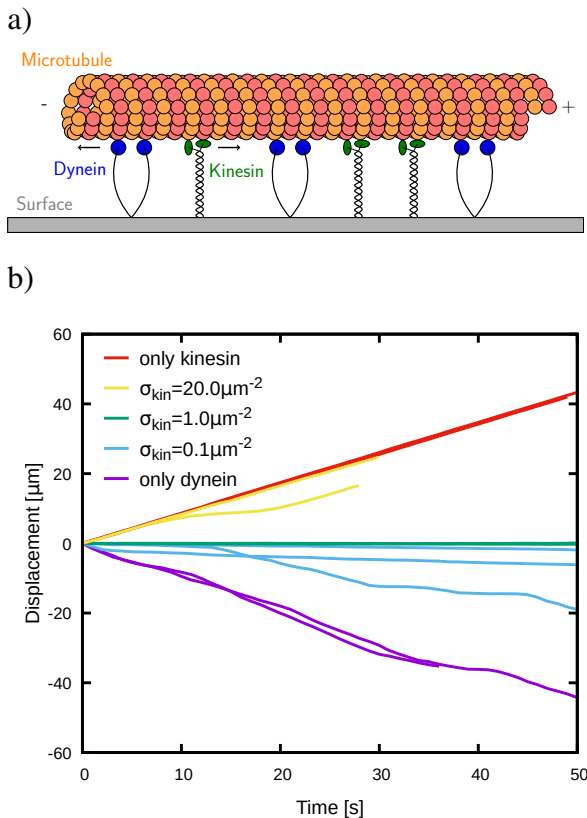 a)
Microtubule
- +
Dynein Kinesin
Surface
b)
60
40
20
0
-20
-40
-60
Displacement [µm]
only kinesin
σkin=20.0µm-2
σkin=1.0µm-2
σkin=0.1µm-2
only dynein
0 10 20 30 40 50
Time [s]